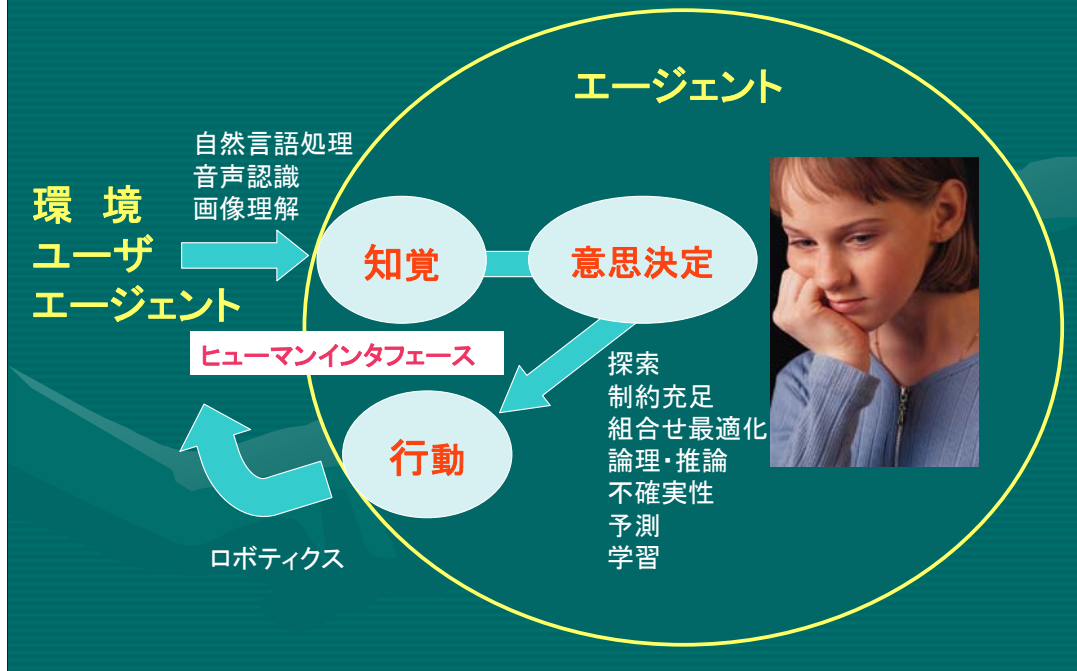 エージェント
自然言語処理
音声認識
画像理解
環 境
ユーザ
エージェント
知覚
意思決定
ヒューマンインタフェース
行動
探索
制約充足
組合せ最適化
論理・推論
不確実性
予測
学習
ロボティクス